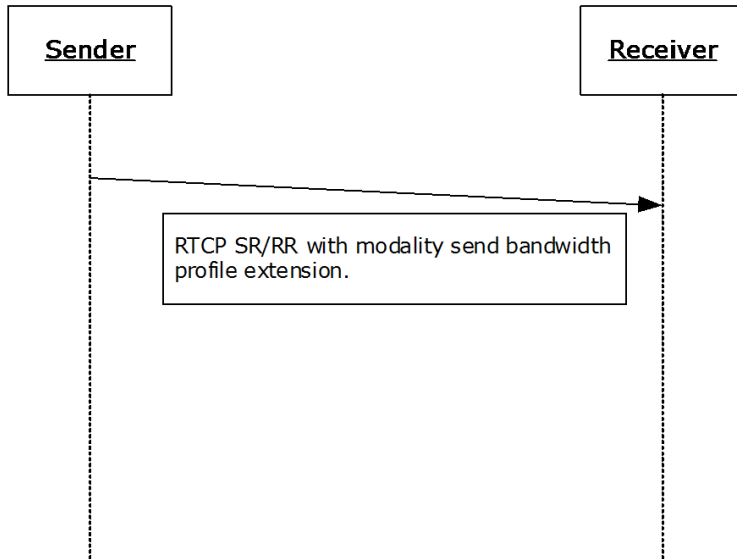 Sender
Receiver
RTCP SR/RR with modality send bandwidth
profile extension.